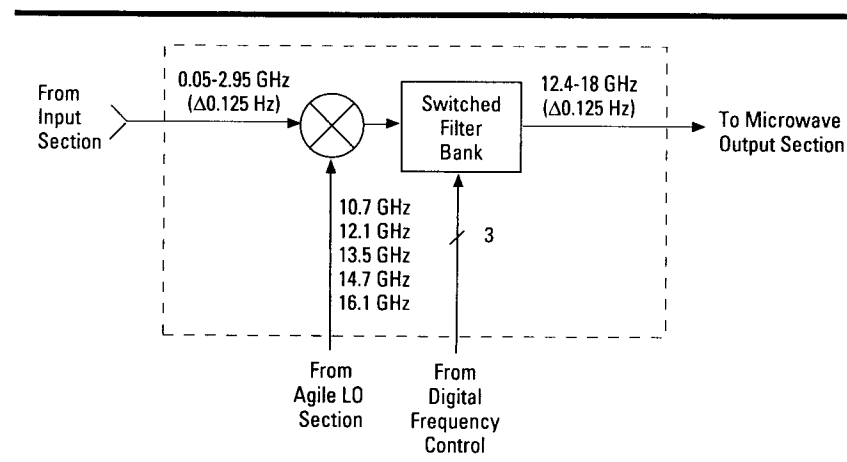 From
Input
Section
0.05-2.95 GHz
(Δ0.125 Hz)
Switched
Filter
Bank
12.4-18 GHz
(Δ0.125 Hz)
To Microwave
Output Section
10.7 GHz
12.1 GHz
13.5 GHz
14.7 GHz
16.1 GHz
3
From
Agile LO
Section
From
Digital
Frequency
Control